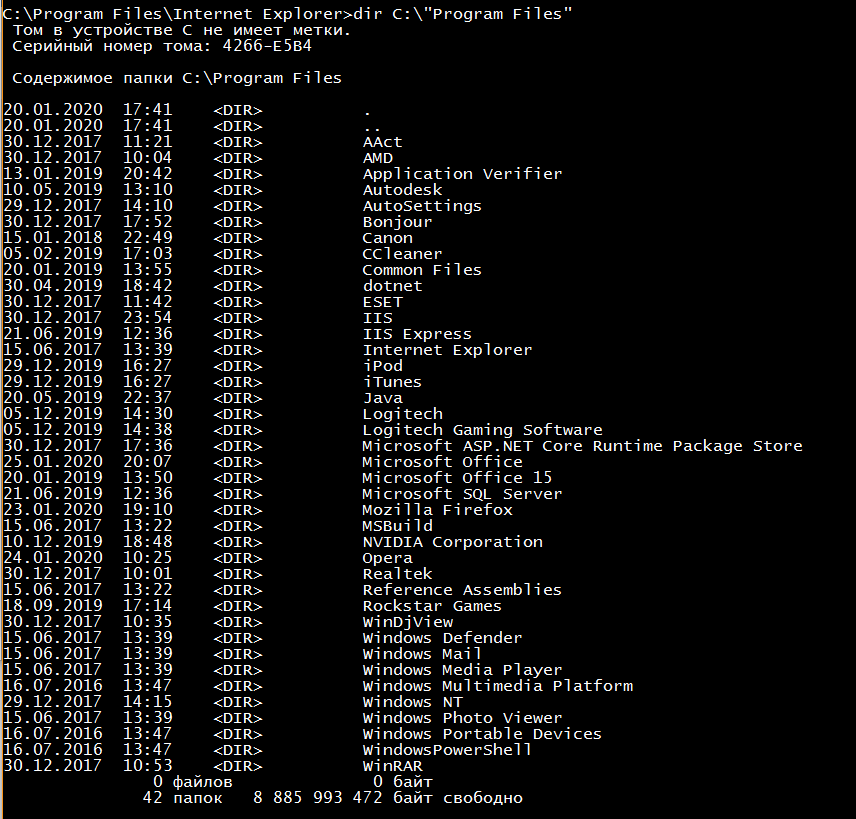 C:\Program Files\Internet Explorer>dir C:\"Program Files"
Том в устройстве C не имеет метки.
Серийный номер тома: 4266-E5B4
Содержимое папки C:\Program Files
20.01.2020  17:41    <DIR>          .
20.01.2020  17:41    <DIR>          ..
30.12.2017  11:21    <DIR>          AAct
30.12.2017  10:04    <DIR>          AMD
13.01.2019  20:42    <DIR>          Application Verifier
10.05.2019  13:10    <DIR>          Autodesk
29.12.2017  14:10    <DIR>          AutoSettings
30.12.2017  17:52    <DIR>          Bonjour
15.01.2018  22:49    <DIR>          Canon
05.02.2019  17:03    <DIR>          CCleaner
20.01.2019  13:55    <DIR>          Common Files
30.04.2019  18:42    <DIR>          dotnet
30.12.2017  11:42    <DIR>          ESET
30.12.2017  23:54    <DIR>          IIS
21.06.2019  12:36    <DIR>          IIS Express
15.06.2017  13:39    <DIR>          Internet Explorer
29.12.2019  16:27    <DIR>          iPod
29.12.2019  16:27    <DIR>          iTunes
20.05.2019  22:37    <DIR>          Java
05.12.2019  14:30    <DIR>          Logitech
05.12.2019  14:38    <DIR>          Logitech Gaming Software
30.12.2017  17:36    <DIR>          Microsoft ASP.NET Core Runtime Package Store
25.01.2020  20:07    <DIR>          Microsoft Office
20.01.2019  13:50    <DIR>          Microsoft Office 15
21.06.2019  12:36    <DIR>          Microsoft SQL Server
23.01.2020  19:10    <DIR>          Mozilla Firefox
15.06.2017  13:22    <DIR>          MSBuild
10.12.2019  18:48    <DIR>          NVIDIA Corporation
24.01.2020  10:25    <DIR>          Opera
30.12.2017  10:01    <DIR>          Realtek
15.06.2017  13:22    <DIR>          Reference Assemblies
18.09.2019  17:14    <DIR>          Rockstar Games
30.12.2017  10:35    <DIR>          WinDjView
15.06.2017  13:39    <DIR>          Windows Defender
15.06.2017  13:39    <DIR>          Windows Mail
15.06.2017  13:39    <DIR>          Windows Media Player
16.07.2016  13:47    <DIR>          Windows Multimedia Platform
29.12.2017  14:15    <DIR>          Windows NT
15.06.2017  13:39    <DIR>          Windows Photo Viewer
16.07.2016  13:47    <DIR>          Windows Portable Devices
16.07.2016  13:47    <DIR>          WindowsPowerShell
30.12.2017  10:53    <DIR>          WinRAR
0 файлов              0 байт
42 папок   8 885 993 472 байт свободно